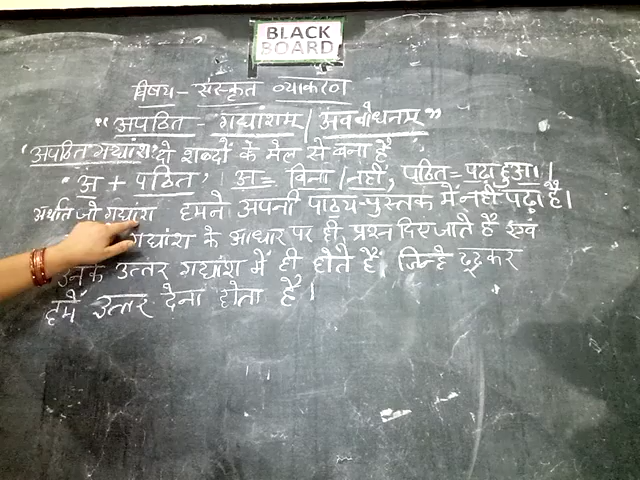 BLACK
BOARD
विषय- संस्कृत व्याकरण
"अपठित- गद्यांशम्/अवबोधनम्"
'अपठित गद्यांश' दो शब्दों के मेल से बना है
'अ + पठित' । अ= बिना/नहीं, पठित= पढ़ा हुआ।
अर्थात जो गद्यांश हमने अपनी पाठ्य-पुस्तक में नहीं पढ़ा है।
गद्यांश के आधार पर ही प्रश्न दिए जाते हैं एवं
उनके उत्तर गद्यांश में ही होते हैं जिन्हे ढूढ़कर
हमें उत्तर देना होता है।